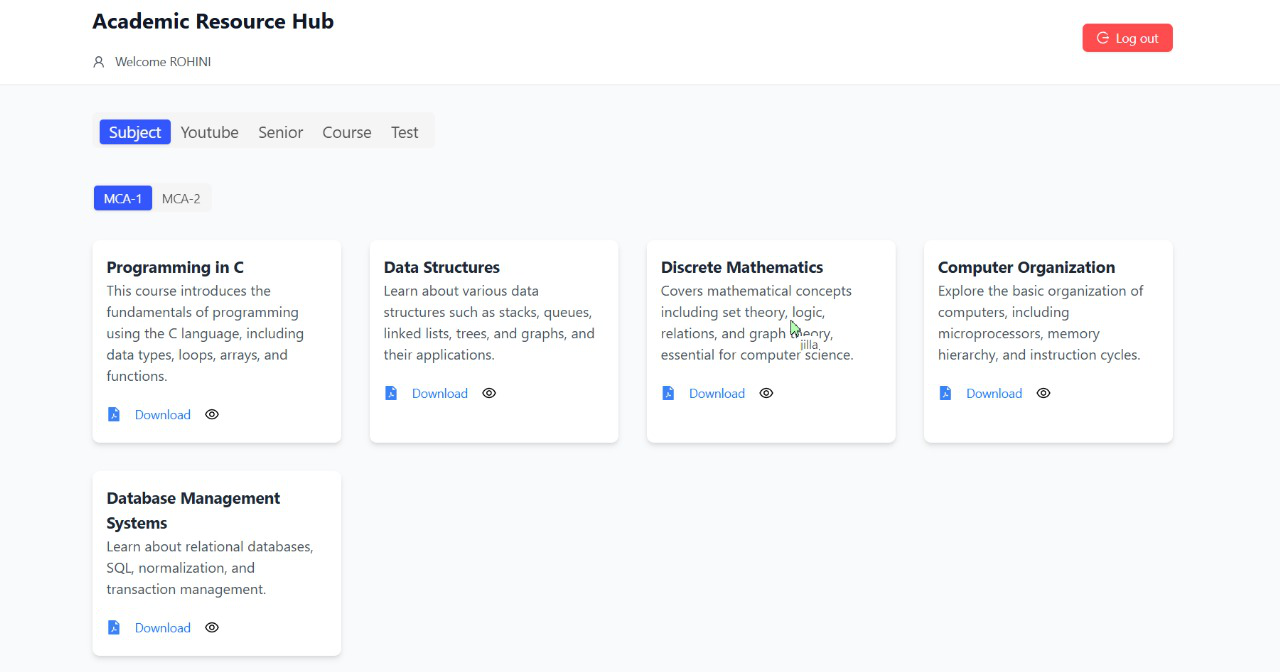 Academic Resource Hub
Welcome ROHINI
Log out
Subject Youtube Senior Course Test
MCA-1 MCA-2
Programming in C
This course introduces the
fundamentals of programming
using the C language, including
data types, loops, arrays, and
functions.
Download
Data Structures
Learn about various data
structures such as stacks, queues,
linked lists, trees, and graphs, and
their applications.
Download
Discrete Mathematics
Covers mathematical concepts
including set theory, logic,
relations, and graph theory,
essential for computer science.
Download
jilla
Computer Organization
Explore the basic organization of
computers, including
microprocessors, memory
hierarchy, and instruction cycles.
Download
Database Management
Systems
Learn about relational databases,
SQL, normalization, and
transaction management.
Download